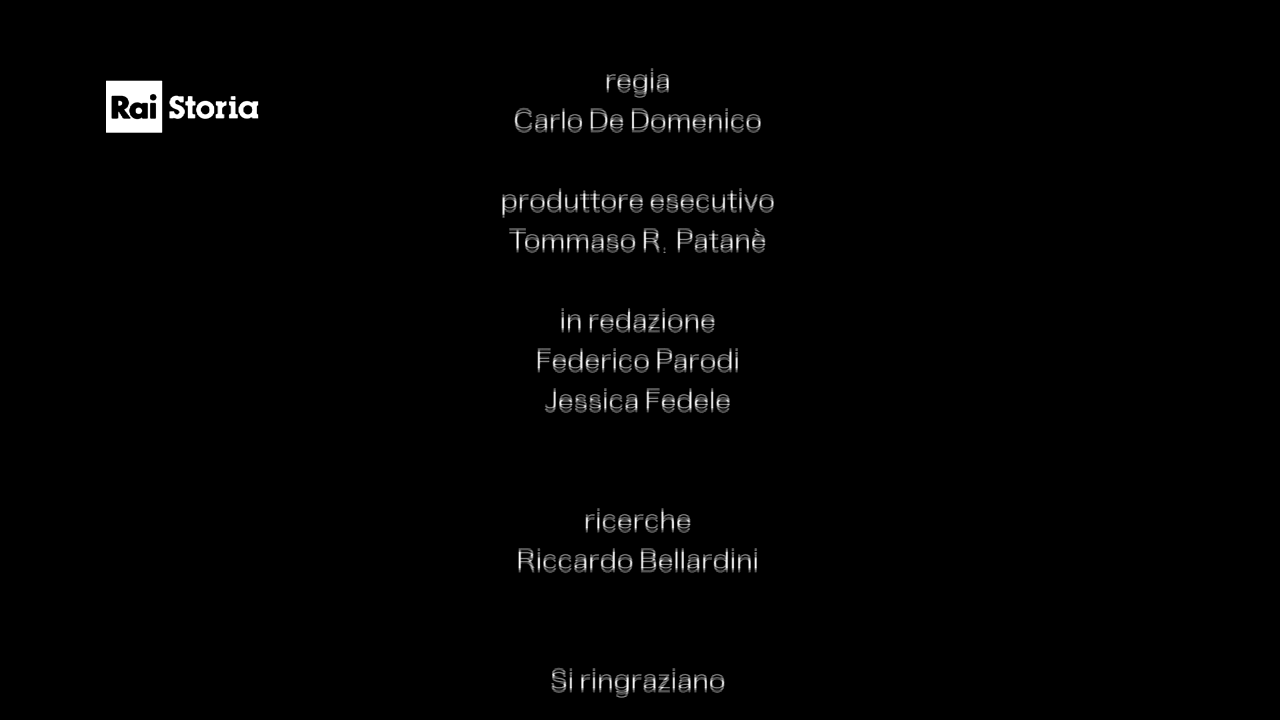 Rai Storia
regia
Carlo De Domenico
produttore esecutivo
Tommaso R. Patanè
in redazione
Federico Parodi
Jessica Fedele
ricerche
Riccardo Bellardini
Si ringraziano